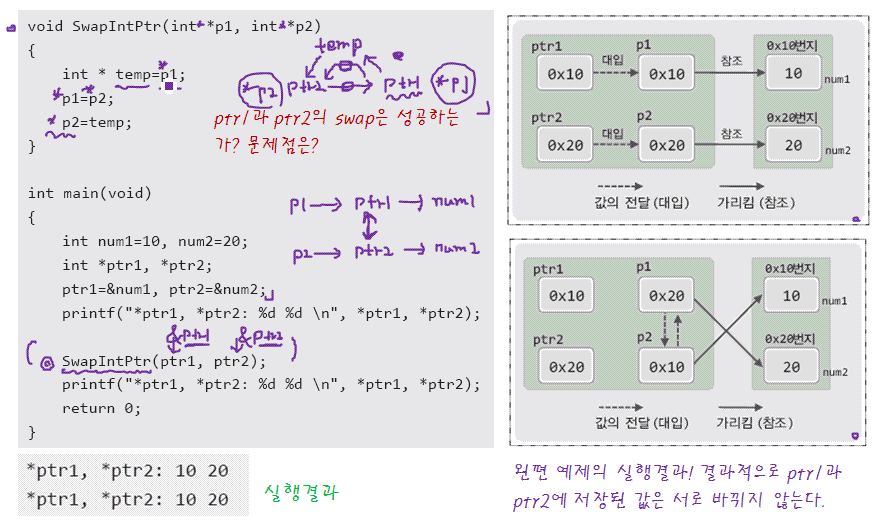 void SwapIntPtr(int* *p1, int* *p2)
{
temp
int * temp=*p1;
*p2 ptr2 ptr1 *p1
*p1=*p2;
*p2=temp;
ptr1과 ptr2의 swap은 성공하는
가? 문제점은?
}
int main(void)
{
p1 → ptr1 → num1
int num1=10, num2=20;
p2 → ptr2 → num2
int *ptr1, *ptr2;
ptr1=&num1, ptr2=&num2;
printf("*ptr1, *ptr2: %d %d \n", *ptr1, *ptr2);
&ptr1 &ptr2
SwapIntPtr(ptr1, ptr2);
printf("*ptr1, *ptr2: %d %d \n", *ptr1, *ptr2);
return 0;
}
*ptr1, *ptr2: 10 20
*ptr1, *ptr2: 10 20
실행결과
ptr1 p1 0x10번지
대입 참조
0x10 0x10 10 num1
ptr2 p2 0x20번지
대입 참조
0x20 0x20 20 num2
값의 전달(대입) 가리킴(참조)
ptr1 p1 0x10번지
0x10 0x20 10 num1
ptr2 p2 0x20번지
0x20 0x10 20 num2
값의 전달(대입) 가리킴(참조)
왼편 예제의 실행결과! 결과적으로 ptr1과
ptr2에 저장된 값은 서로 바뀌지 않는다.